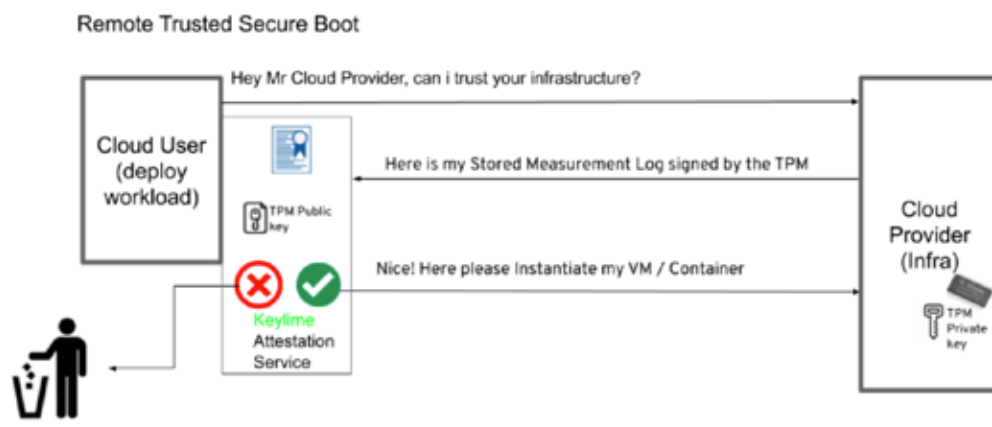 Remote Trusted Secure Boot
Hey Mr Cloud Provider, can i trust your infrastructure?
Cloud User
(deploy
workload)
Here is my Stored Measurement Log signed by the TPM
TPM Public
key
Cloud
Provider
(Infra)
Nice! Here please Instantiate my VM / Container
TPM
Private
key
Keylime
Attestation
Service